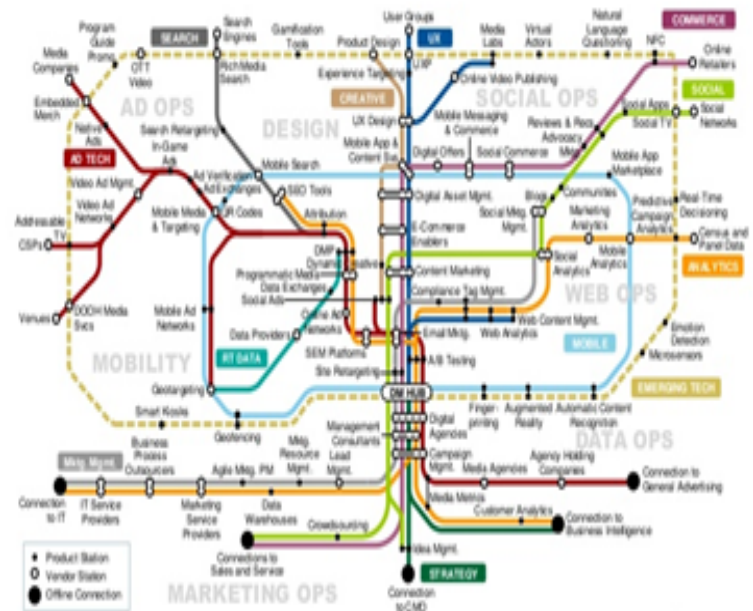 Search
Engines
Gamification
Tools
User Groups
COMMERCE
Program
Guide
Promo
SEARCH
Product Design
UX
Media
Labs
Virtual
Actors
Natural
Language
Questioning
NFC
Online
Retailers
Media
Companies
OTT
Video
Rich Media
Search
Experience Targeting
UXP
Online Video Publishing
SOCIAL
Embedded
Merch
AD OPS
CREATIVE
SOCIAL OPS
Social Apps
Social TV
Social
Networks
Native
Ads
Search Retargeting
DESIGN
UX Design
Mobile Messaging
& Commerce
Reviews & Recs
Advocacy
AD TECH
In-Game
Ads
Mobile App &
Content Svs
Digital Offers
Social Commerce
Mobile App
Marketplace
Video Ad Mgmt.
Ad Verification
Ad Exchanges
Mobile Search
SEO Tools
Digital Asset Mgmt.
Blogs
Communities
Addressable
TV
Video Ad
Networks
Mobile Media
& Targeting
QR Codes
Attribution
Social Mktg.
Mgmt.
Marketing
Analytics
Predictive
Campaign
Analytics
Real-Time
Decisioning
CSPs
E-Commerce
Enablers
Census and
Panel Data
DMP
Dynamic Creative
Programmatic Media
Content Marketing
Social
Analytics
Mobile
Analytics
ANALYTICS
Data Exchanges
Compliance Tag Mgmt.
WEB OPS
Venues
DOOH Media
Svcs
Mobile Ad
Networks
Social Ads
Online Ad
Networks
Web Content Mgmt.
Data Providers
Email Mktg.
Web Analytics
MOBILE
Emotion
Detection
MOBILITY
RT DATA
SEM Platforms
A/B Testing
Microsensors
Site Retargeting
Geotargeting
DM HUB
EMERGING TECH
Smart Kiosks
Geofencing
Finger-
printing
Augmented
Reality
Automatic Content
Recognition
DATA OPS
Business
Process
Outsourcers
Management
Consultants
Digital
Agencies
Mktg. Mgmt.
Agile Mktg. PM
Mktg.
Resource
Mgmt.
Lead
Mgmt.
Campaign
Mgmt.
Media Agencies
Agency Holding
Companies
Connection to
General Advertising
Connection
to IT
IT Service
Providers
Marketing
Service
Providers
Data
Warehouses
Media Metrics
Customer Analytics
Connection to
Business Intelligence
Crowdsourcing
Product Station
Vendor Station
Offline Connection
Connections to
Sales and Service
Idea Mgmt.
STRATEGY
MARKETING OPS
Connection
to CMO